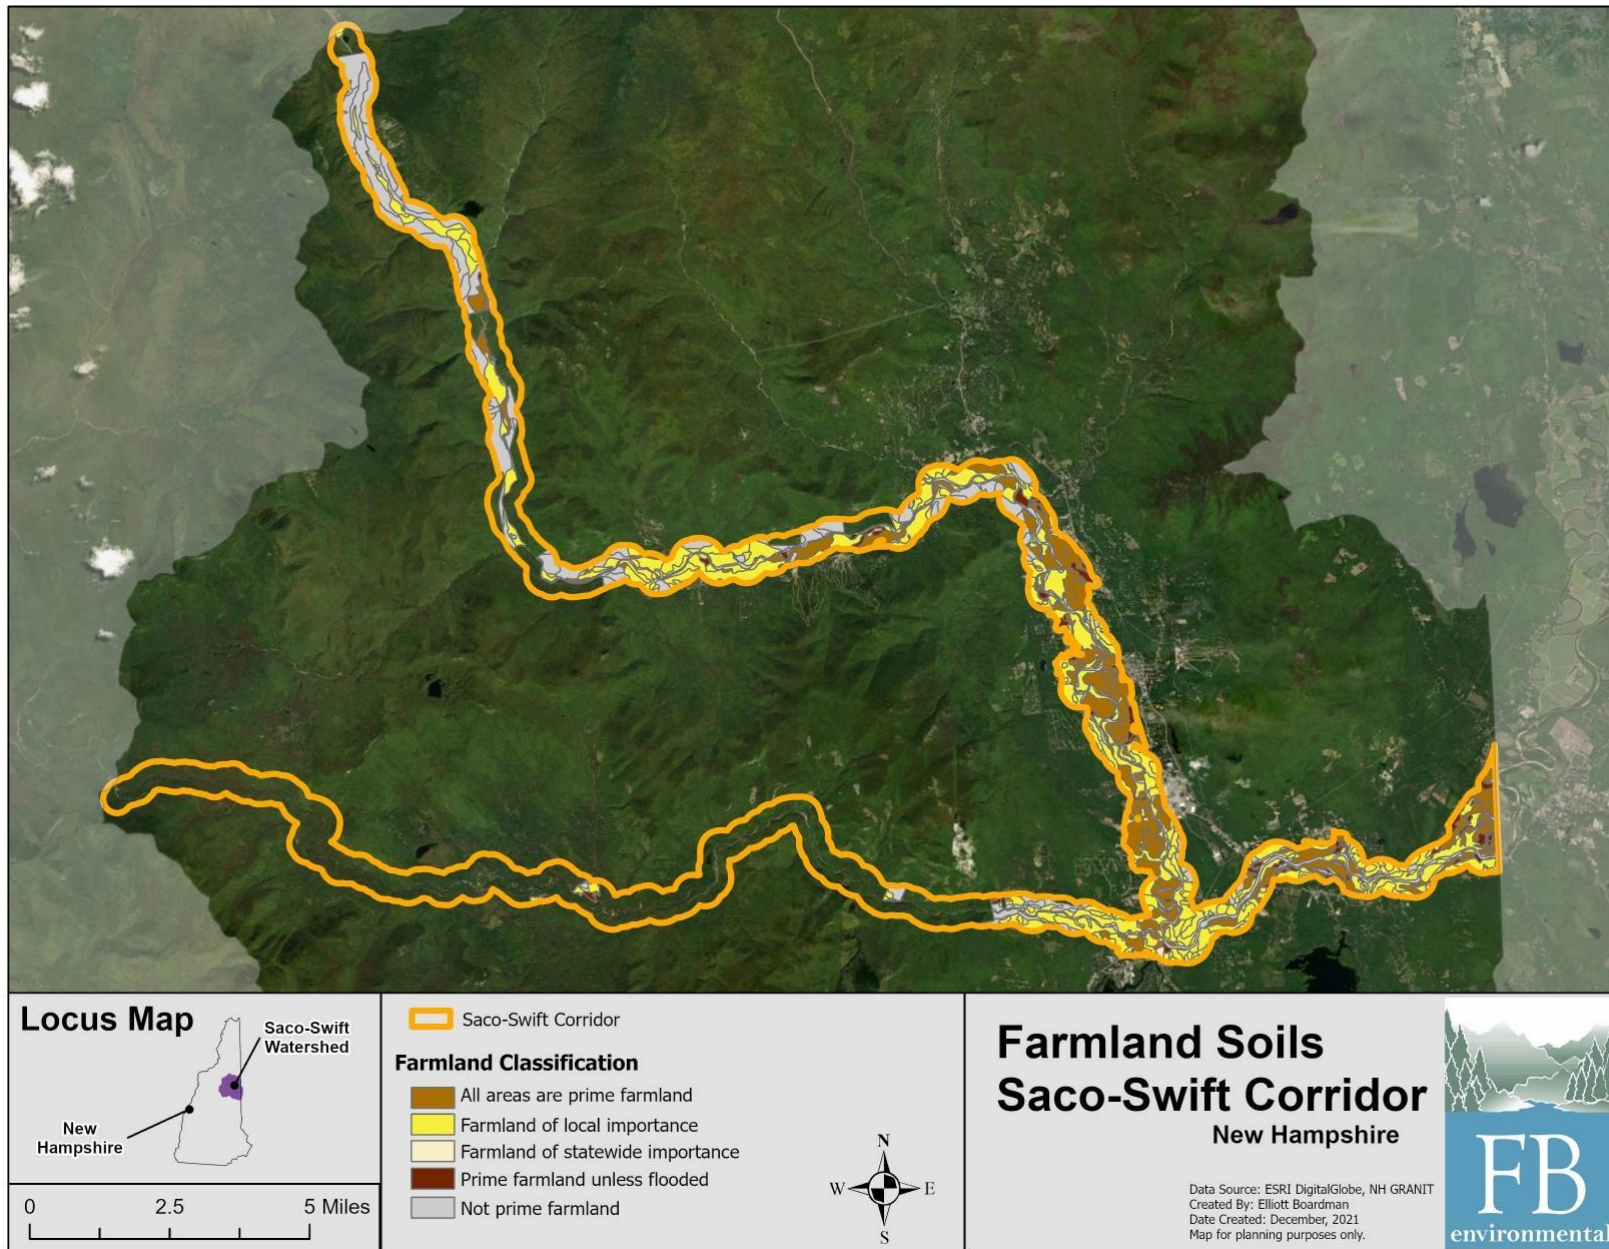 Locus Map
Saco-Swift
Watershed
New
Hampshire
0 2.5 5 Miles
Saco-Swift Corridor
Farmland Classification
All areas are prime farmland
Farmland of local importance
Farmland of statewide importance
Prime farmland unless flooded
Not prime farmland
N
W E
S
Farmland Soils
Saco-Swift Corridor
New Hampshire
Data Source: ESRI DigitalGlobe, NH GRANIT
Created By: Elliott Boardman
Date Created: December, 2021
Map for planning purposes only.
FB
environmental